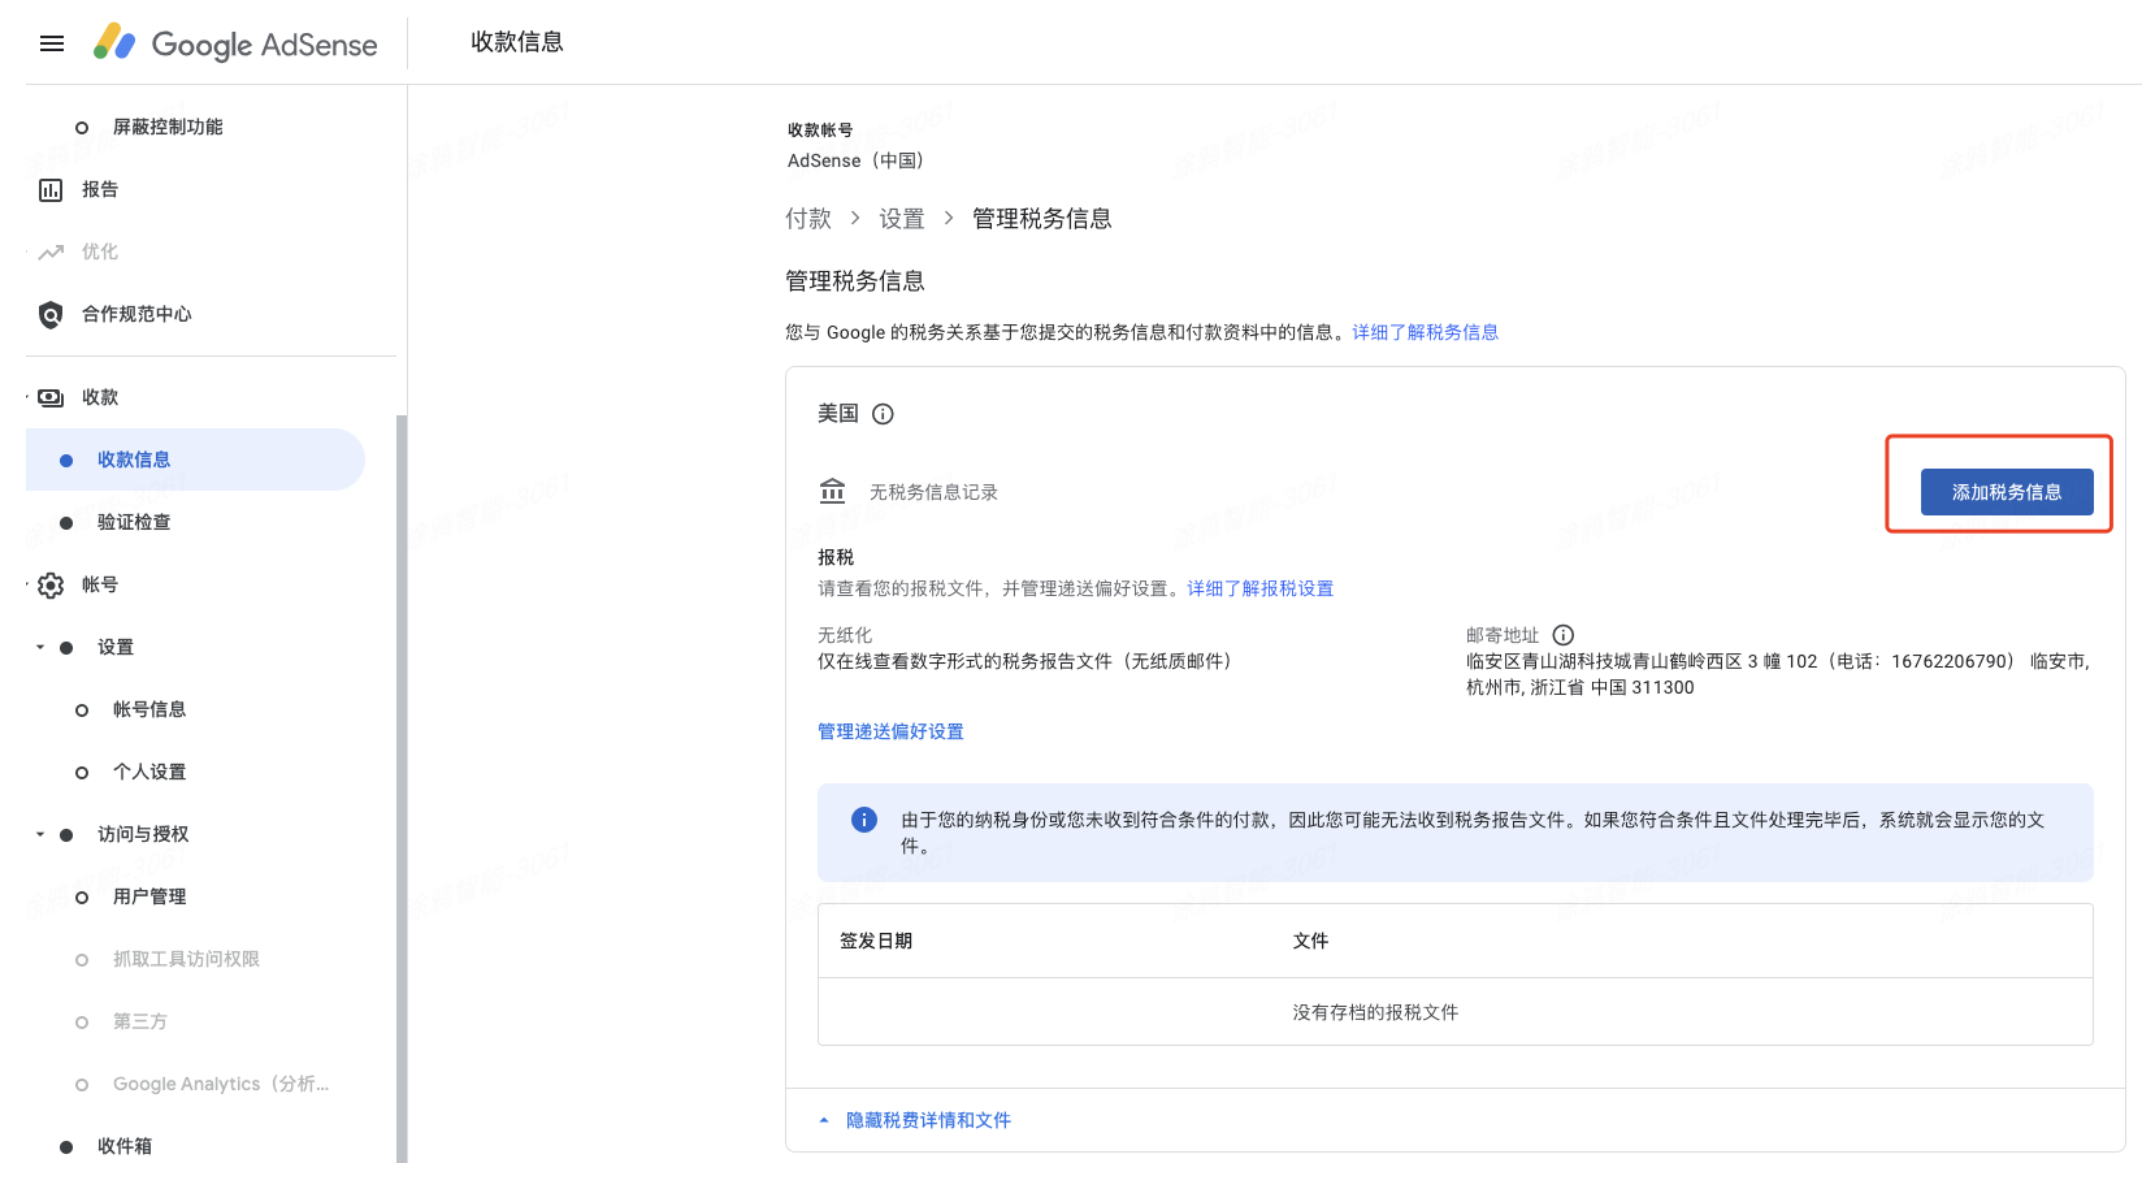 Google AdSense
收款信息
屏蔽控制功能
报告
优化
合作规范中心
收款
收款信息
验证检查
帐号
设置
帐号信息
个人设置
访问与授权
用户管理
抓取工具访问权限
第三方
Google Analytics（分析...
收件箱
收款帐号
AdSense（中国）
付款 > 设置 > 管理税务信息
管理税务信息
您与 Google 的税务关系基于您提交的税务信息和付款资料中的信息。详细了解税务信息
美国
无税务信息记录
添加税务信息
报税
请查看您的报税文件，并管理递送偏好设置。详细了解报税设置
无纸化
仅在线查看数字形式的税务报告文件（无纸质邮件）
邮寄地址
临安区青山湖科技城青山鹤岭西区 3 幢 102（电话：16762206790） 临安市,
杭州市, 浙江省 中国 311300
管理递送偏好设置
由于您的纳税身份或您未收到符合条件的付款，因此您可能无法收到税务报告文件。如果您符合条件且文件处理完毕后，系统就会显示您的文
件。
签发日期 文件
没有存档的报税文件
隐藏税费详情和文件
涂鸦智能-3061